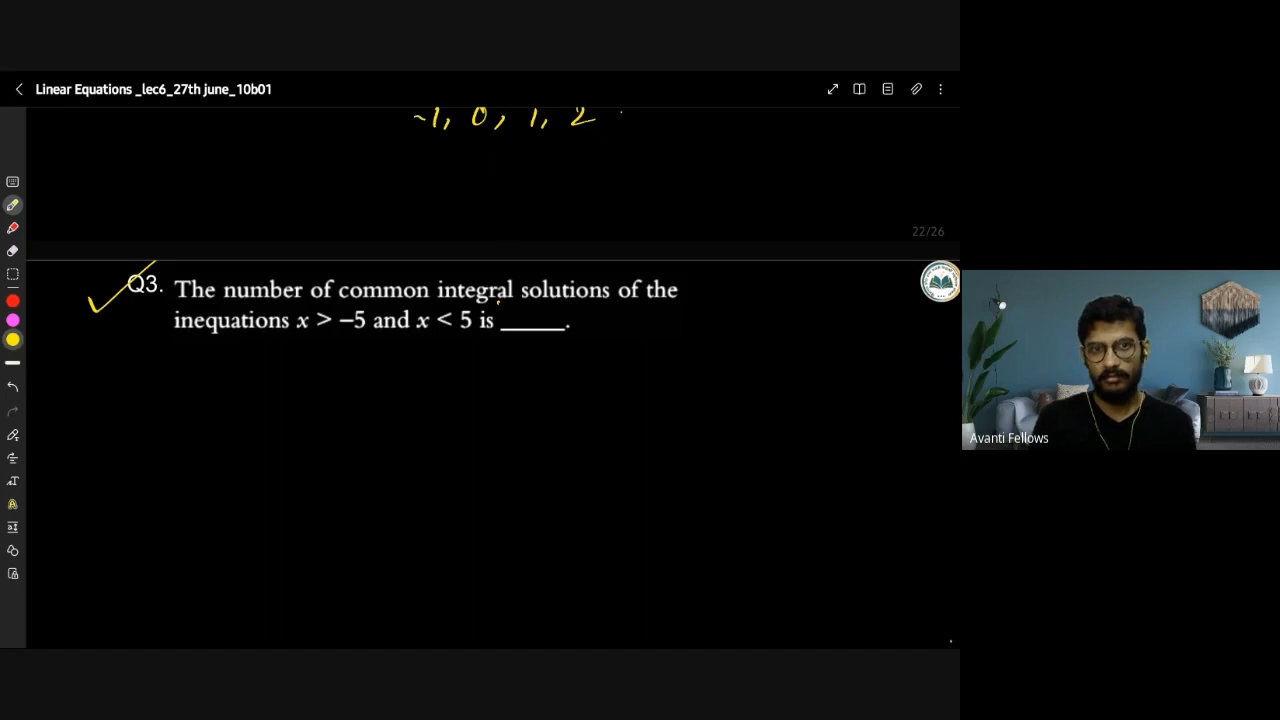 Linear Equations _lec6_27th june_10b01
-1, 0, 1, 2
22/26
Q3. The number of common integral solutions of the
inequations x > −5 and x < 5 is _____.
Avanti Fellows